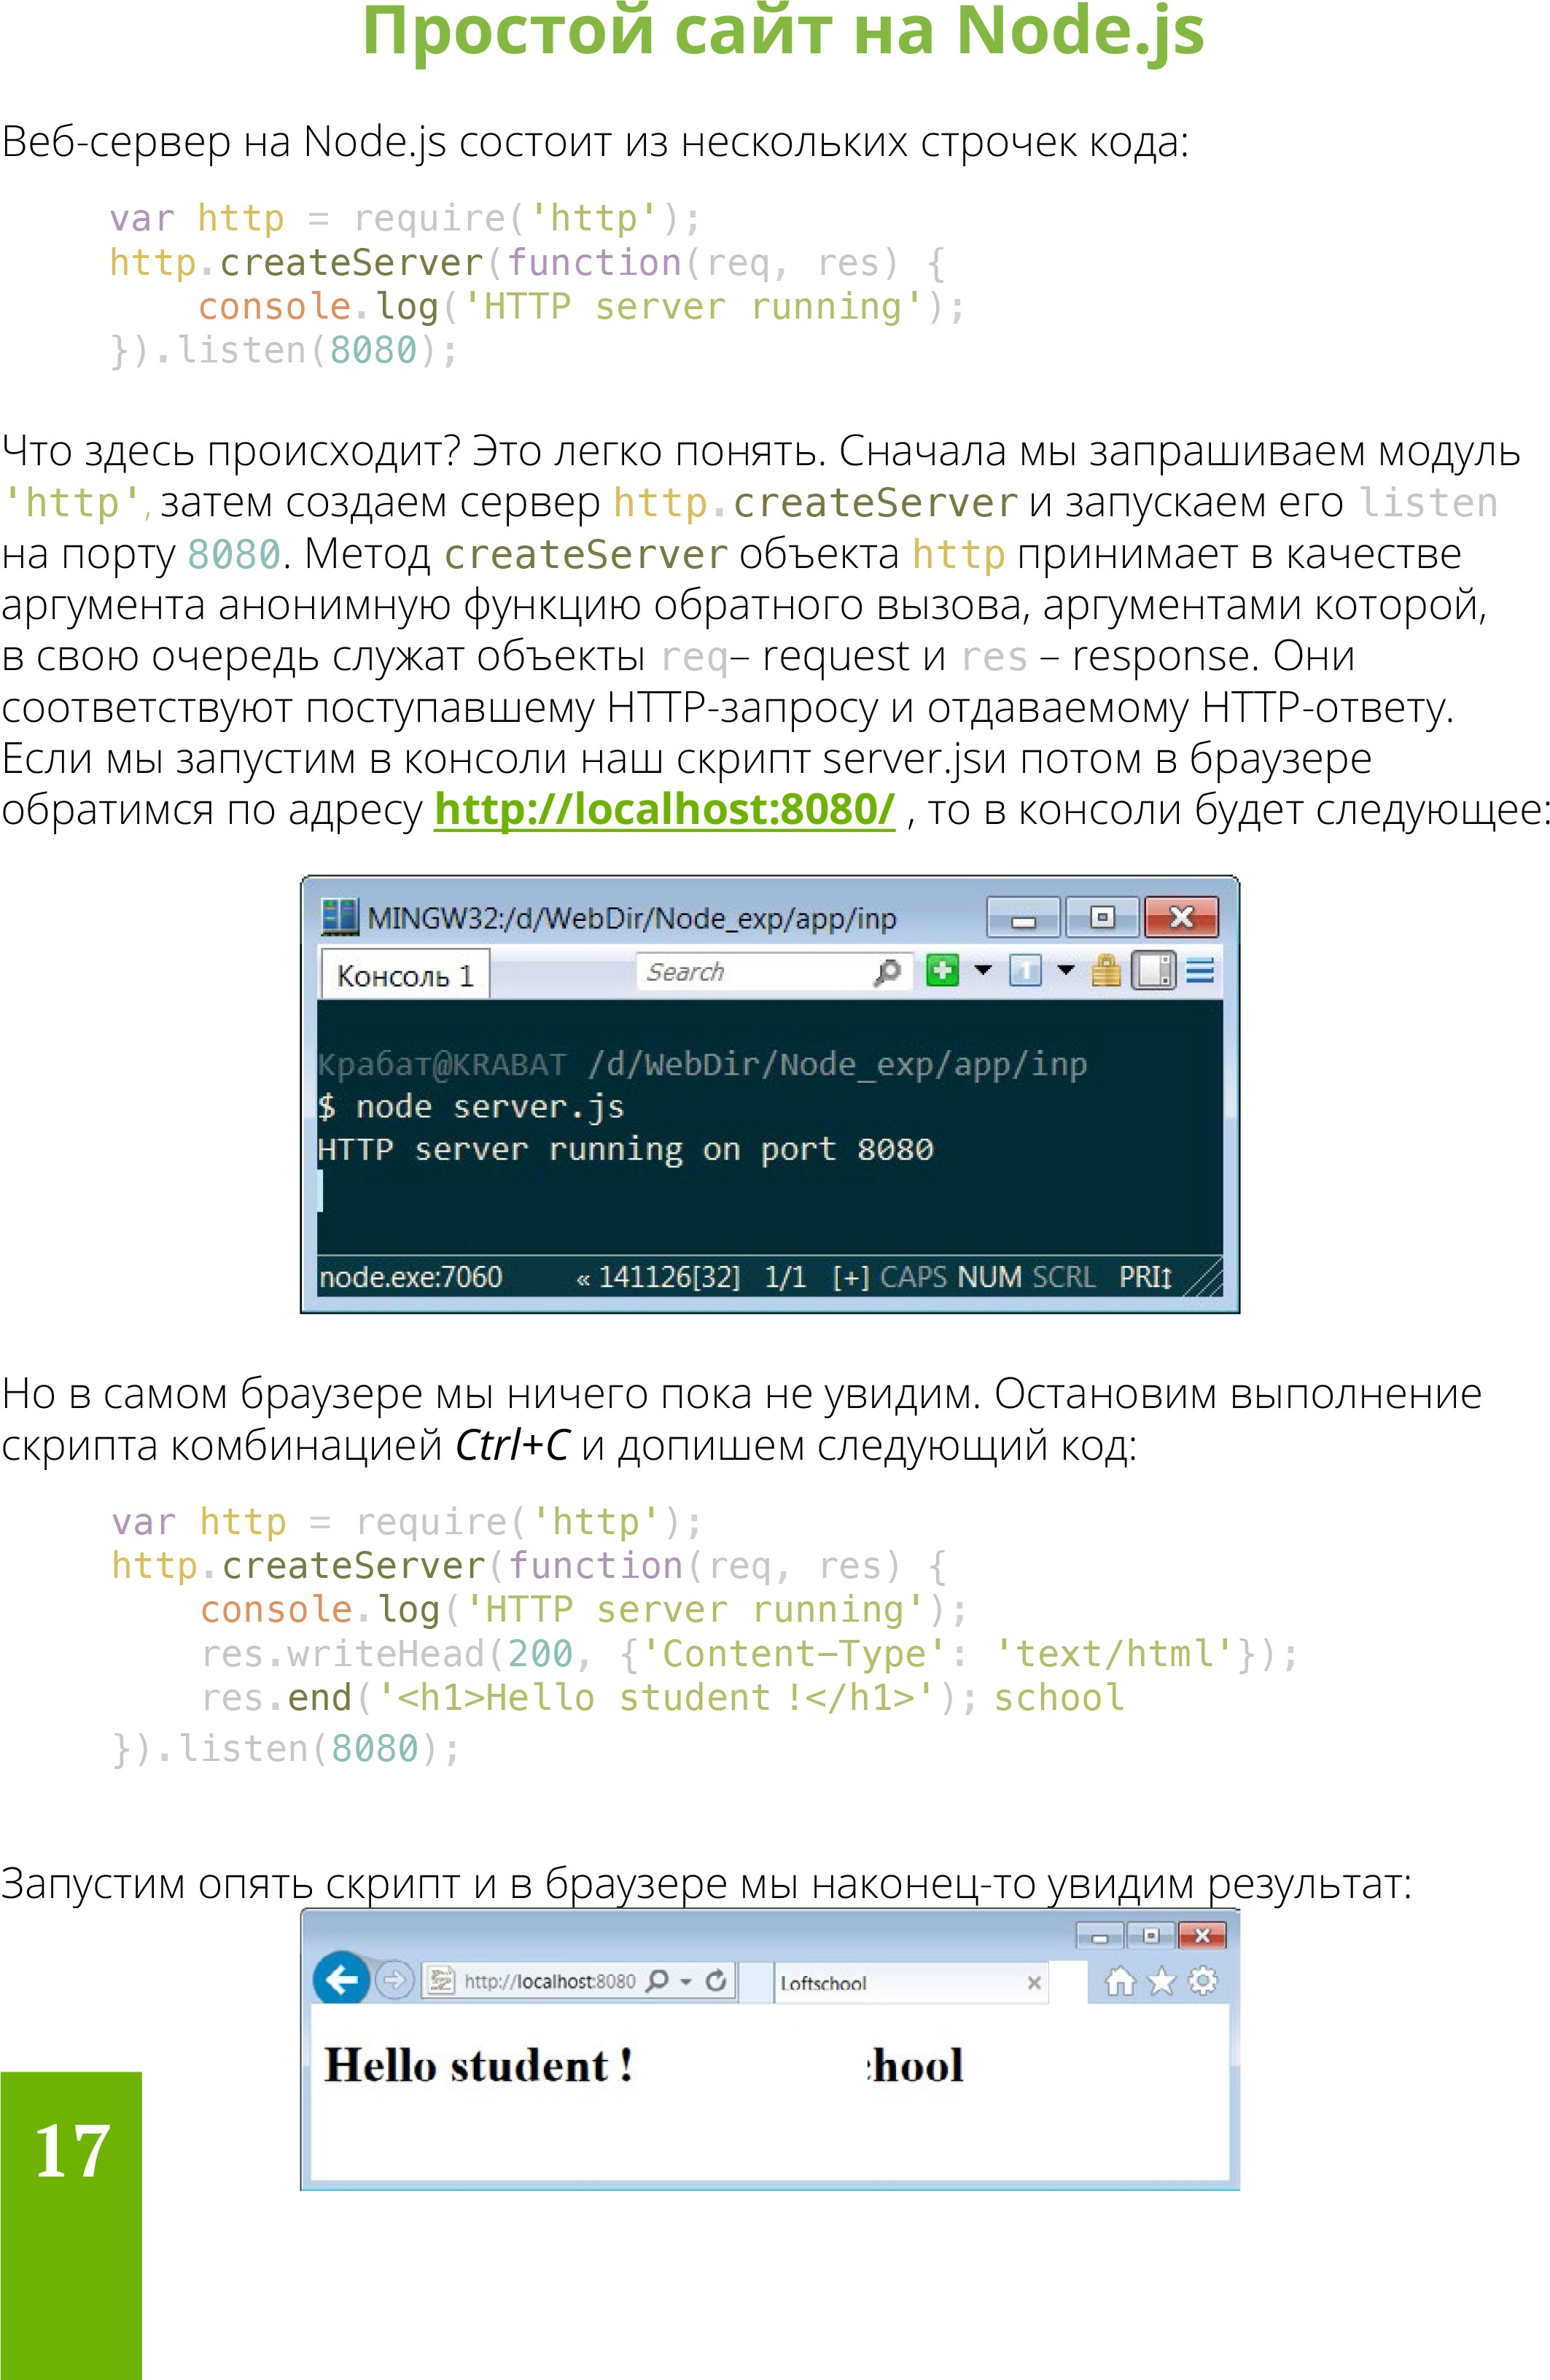 Простой сайт на Node.js
Веб-сервер на Node.js состоит из нескольких строчек кода:
var http = require('http');
http.createServer(function(req, res) {
    console.log('HTTP server running');
}).listen(8080);
Что здесь происходит? Это легко понять. Сначала мы запрашиваем модуль
'http', затем создаем сервер http.createServer и запускаем его listen
на порту 8080. Метод createServer объекта http принимает в качестве
аргумента анонимную функцию обратного вызова, аргументами которой,
в свою очередь служат объекты req– request и res – response. Они
соответствуют поступавшему HTTP-запросу и отдаваемому HTTP-ответу.
Если мы запустим в консоли наш скрипт server.jsи потом в браузере
обратимся по адресу http://localhost:8080/ , то в консоли будет следующее:
MINGW32:/d/WebDir/Node_exp/app/inp
Консоль 1 Search
Крабат@KRABAT /d/WebDir/Node_exp/app/inp
$ node server.js
HTTP server running on port 8080
node.exe:7060 « 141126[32] 1/1 [+] CAPS NUM SCRL PRI↕
Но в самом браузере мы ничего пока не увидим. Остановим выполнение
скрипта комбинацией Ctrl+C и допишем следующий код:
var http = require('http');
http.createServer(function(req, res) {
    console.log('HTTP server running');
    res.writeHead(200, {'Content-Type': 'text/html'});
    res.end('<h1>Hello student !</h1>'); school
}).listen(8080);
Запустим опять скрипт и в браузере мы наконец-то увидим результат:
http://localhost:8080 Loftschool
Hello student ! hool
17